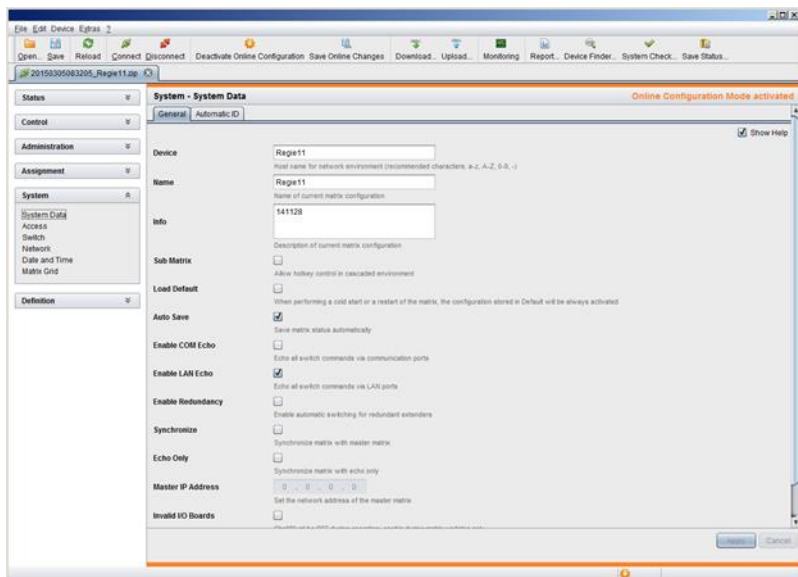 File Edit Device Extras ?
Open... Save Reload Connect Disconnect Deactivate Online Configuration Save Online Changes Download... Upload... Monitoring Report... Device Finder... System Check... Save Status...
20150305083205_Regie11.zip
Status
Control
Administration
Assignment
System
System Data
Access
Switch
Network
Date and Time
Matrix Grid
Definition
System - System Data
Online Configuration Mode activated
General Automatic ID
Show Help
Device Regie11
Host name for network environment (recommended characters, a-z, A-Z, 0-9, -)
Name Regie11
Name of current matrix configuration
Info 141128
Description of current matrix configuration
Sub Matrix
Allow hotkey control in cascaded environment
Load Default
When performing a cold start or a restart of the matrix, the configuration stored in Default will be always activated
Auto Save
Save matrix status automatically
Enable COM Echo
Echo all switch commands via communication ports
Enable LAN Echo
Echo all switch commands via LAN ports
Enable Redundancy
Enable automatic switching for redundant extenders
Synchronize
Synchronize matrix with master matrix
Echo Only
Synchronize matrix with echo only
Master IP Address 0 . 0 . 0 . 0
Set the network address of the master matrix
Invalid I/O Boards
Apply Cancel